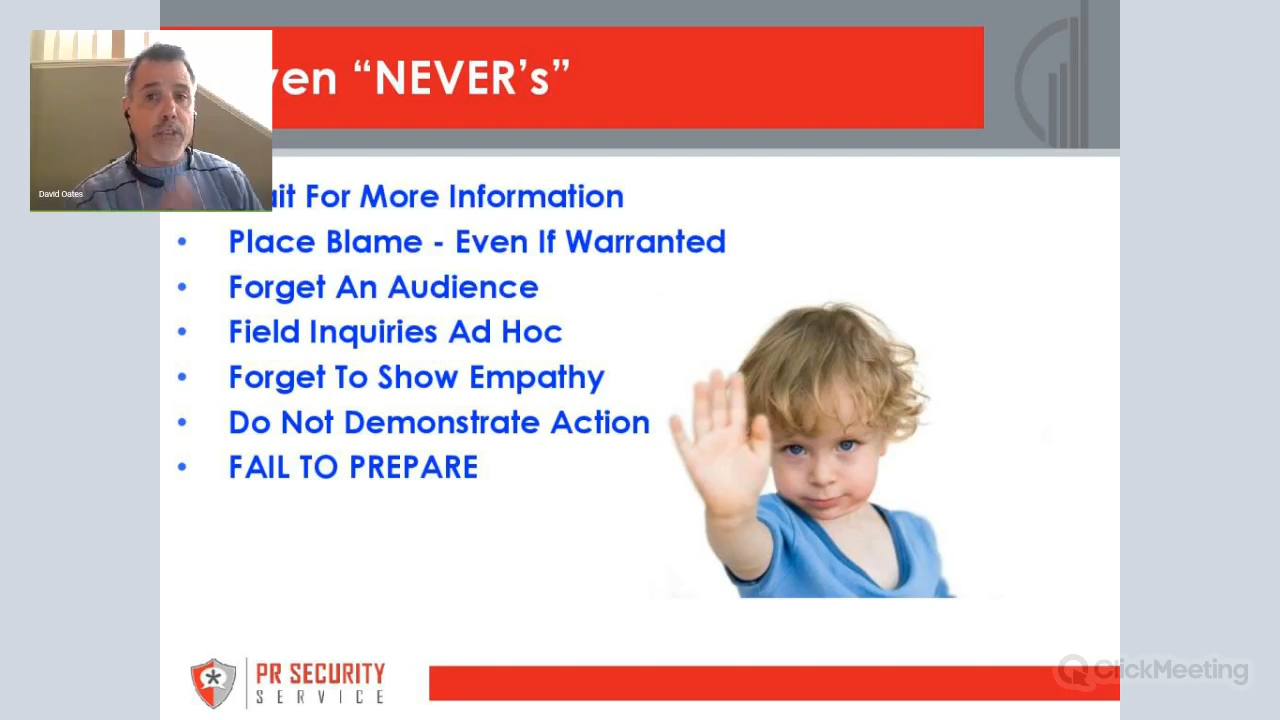 ven “NEVER’s”
David Oates
ait For More Information
• Place Blame - Even If Warranted
• Forget An Audience
• Field Inquiries Ad Hoc
• Forget To Show Empathy
• Do Not Demonstrate Action
• FAIL TO PREPARE
PR SECURITY
SERVICE
ClickMeeting